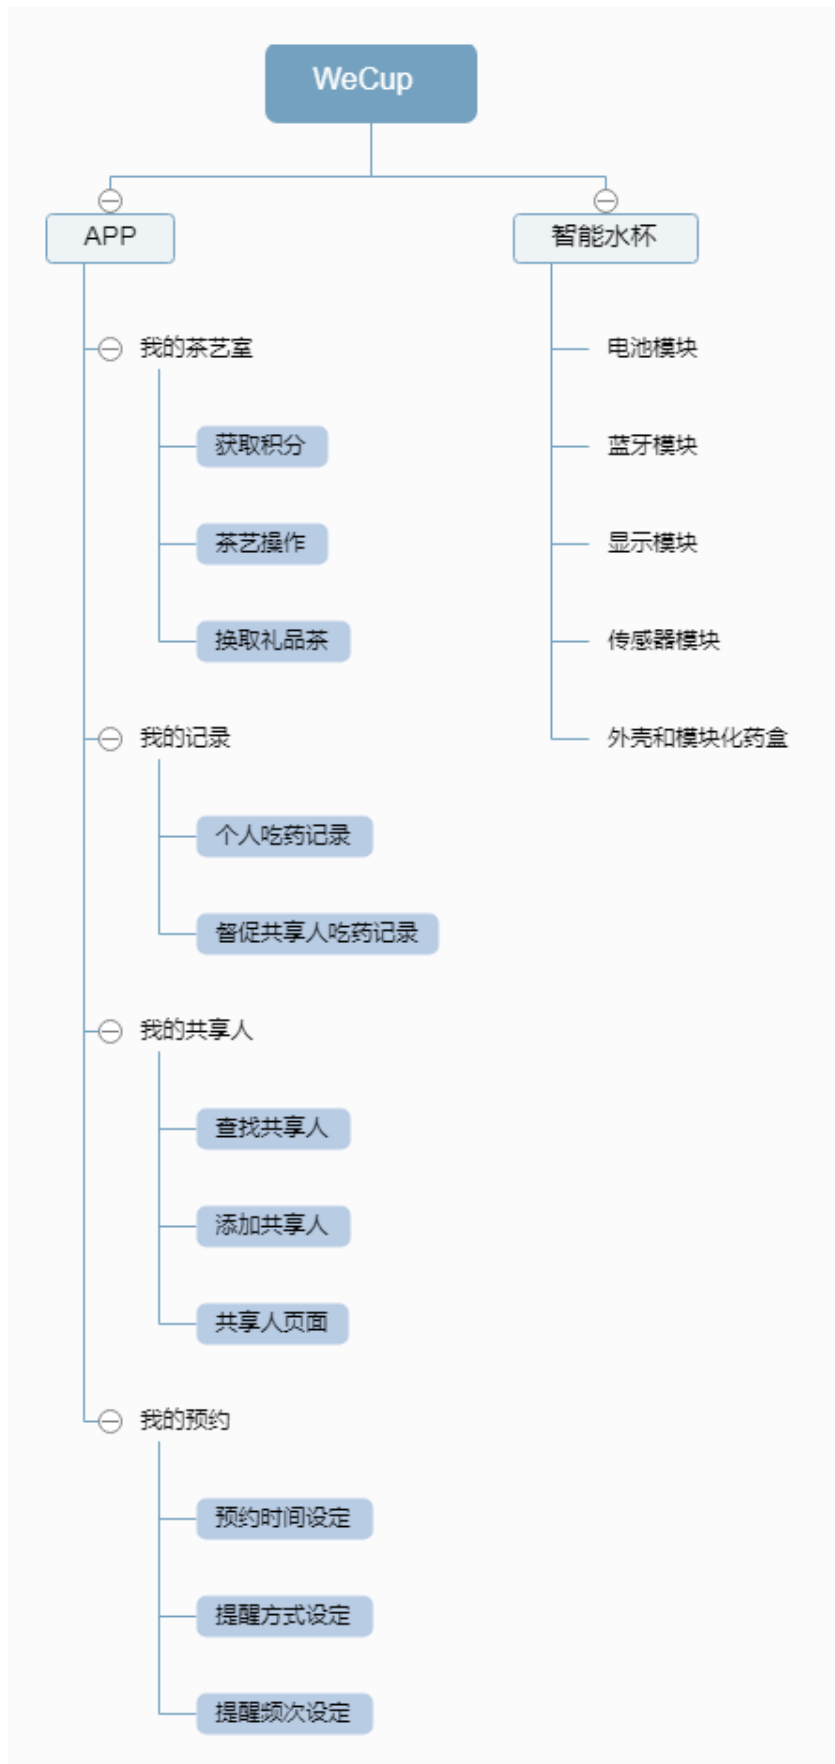 WeCup
APP
智能水杯
我的茶艺室
电池模块
获取积分
蓝牙模块
茶艺操作
显示模块
换取礼品茶
传感器模块
我的记录
外壳和模块化药盒
个人吃药记录
督促共享人吃药记录
我的共享人
查找共享人
添加共享人
共享人页面
我的预约
预约时间设定
提醒方式设定
提醒频次设定